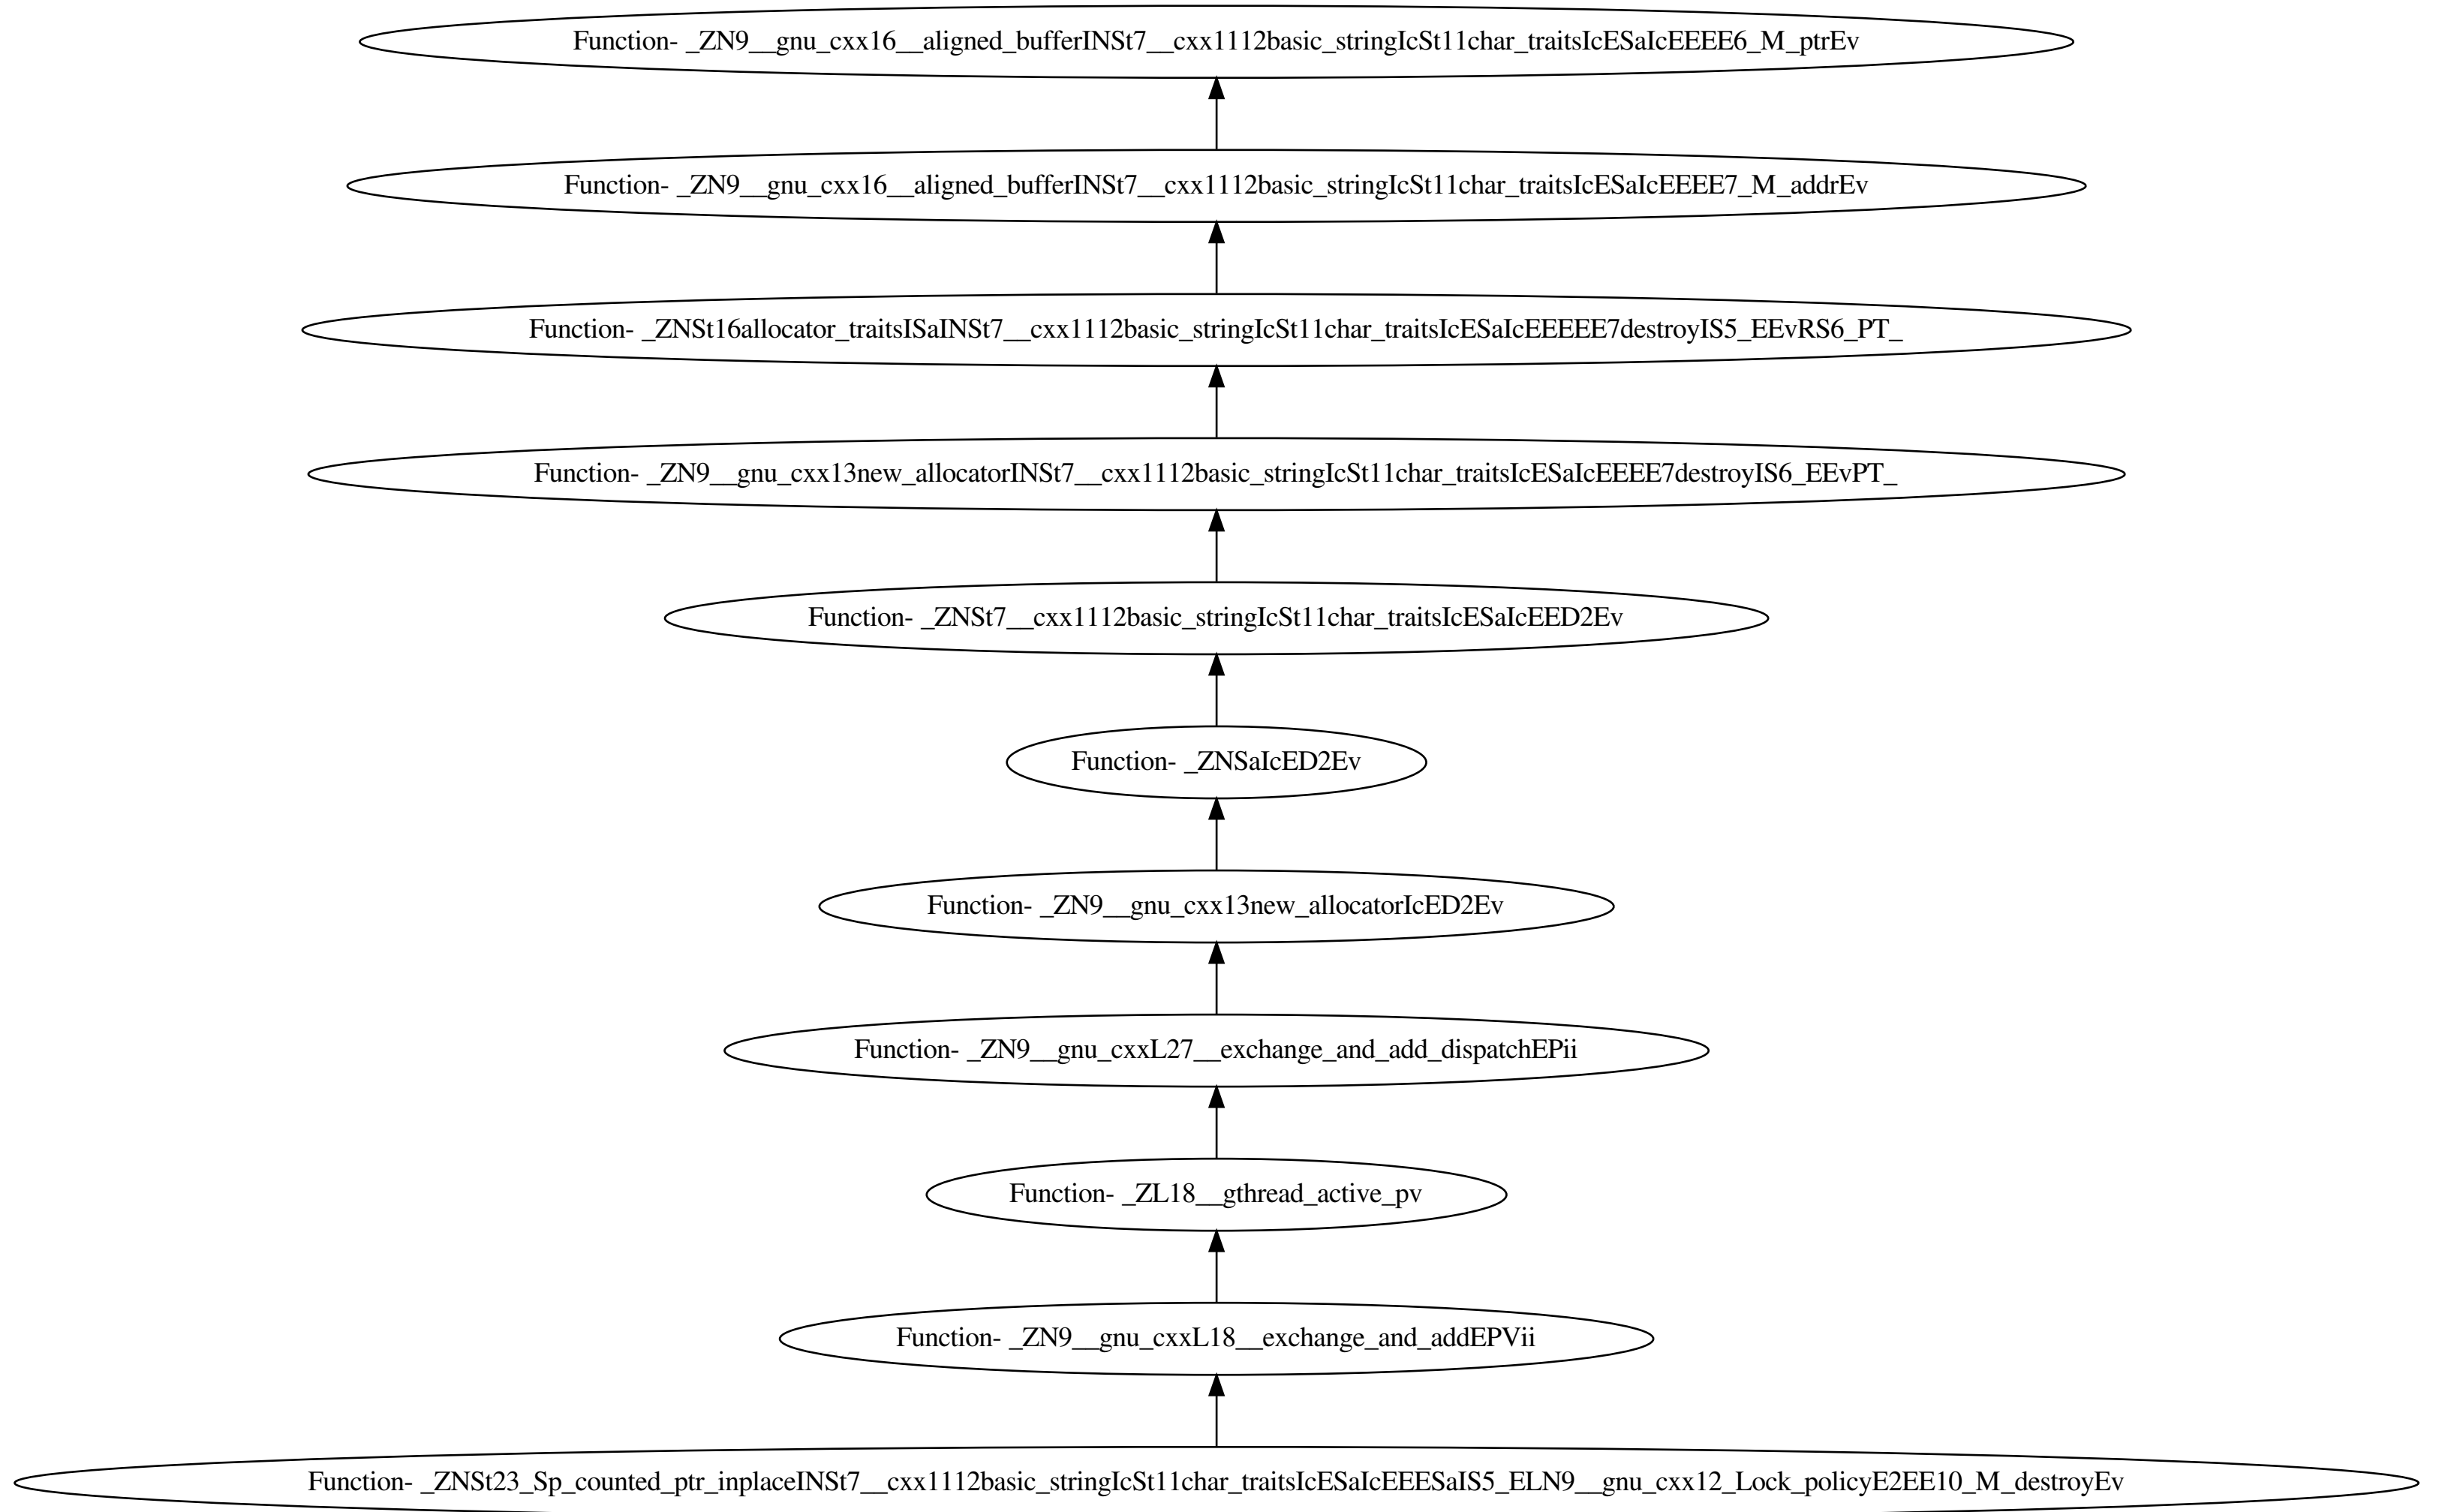 Function- _ZN9__gnu_cxx16__aligned_bufferINSt7__cxx1112basic_stringIcSt11char_traitsIcESaIcEEEE6_M_ptrEv
Function- _ZN9__gnu_cxx16__aligned_bufferINSt7__cxx1112basic_stringIcSt11char_traitsIcESaIcEEEE7_M_addrEv
Function- _ZNSt16allocator_traitsISaINSt7__cxx1112basic_stringIcSt11char_traitsIcESaIcEEEEE7destroyIS5_EEvRS6_PT_
Function- _ZN9__gnu_cxx13new_allocatorINSt7__cxx1112basic_stringIcSt11char_traitsIcESaIcEEEE7destroyIS6_EEvPT_
Function- _ZNSt7__cxx1112basic_stringIcSt11char_traitsIcESaIcEED2Ev
Function- _ZNSaIcED2Ev
Function- _ZN9__gnu_cxx13new_allocatorIcED2Ev
Function- _ZN9__gnu_cxxL27__exchange_and_add_dispatchEPii
Function- _ZL18__gthread_active_pv
Function- _ZN9__gnu_cxxL18__exchange_and_addEPVii
Function- _ZNSt23_Sp_counted_ptr_inplaceINSt7__cxx1112basic_stringIcSt11char_traitsIcESaIcEEESaIS5_ELN9__gnu_cxx12_Lock_policyE2EE10_M_destroyEv